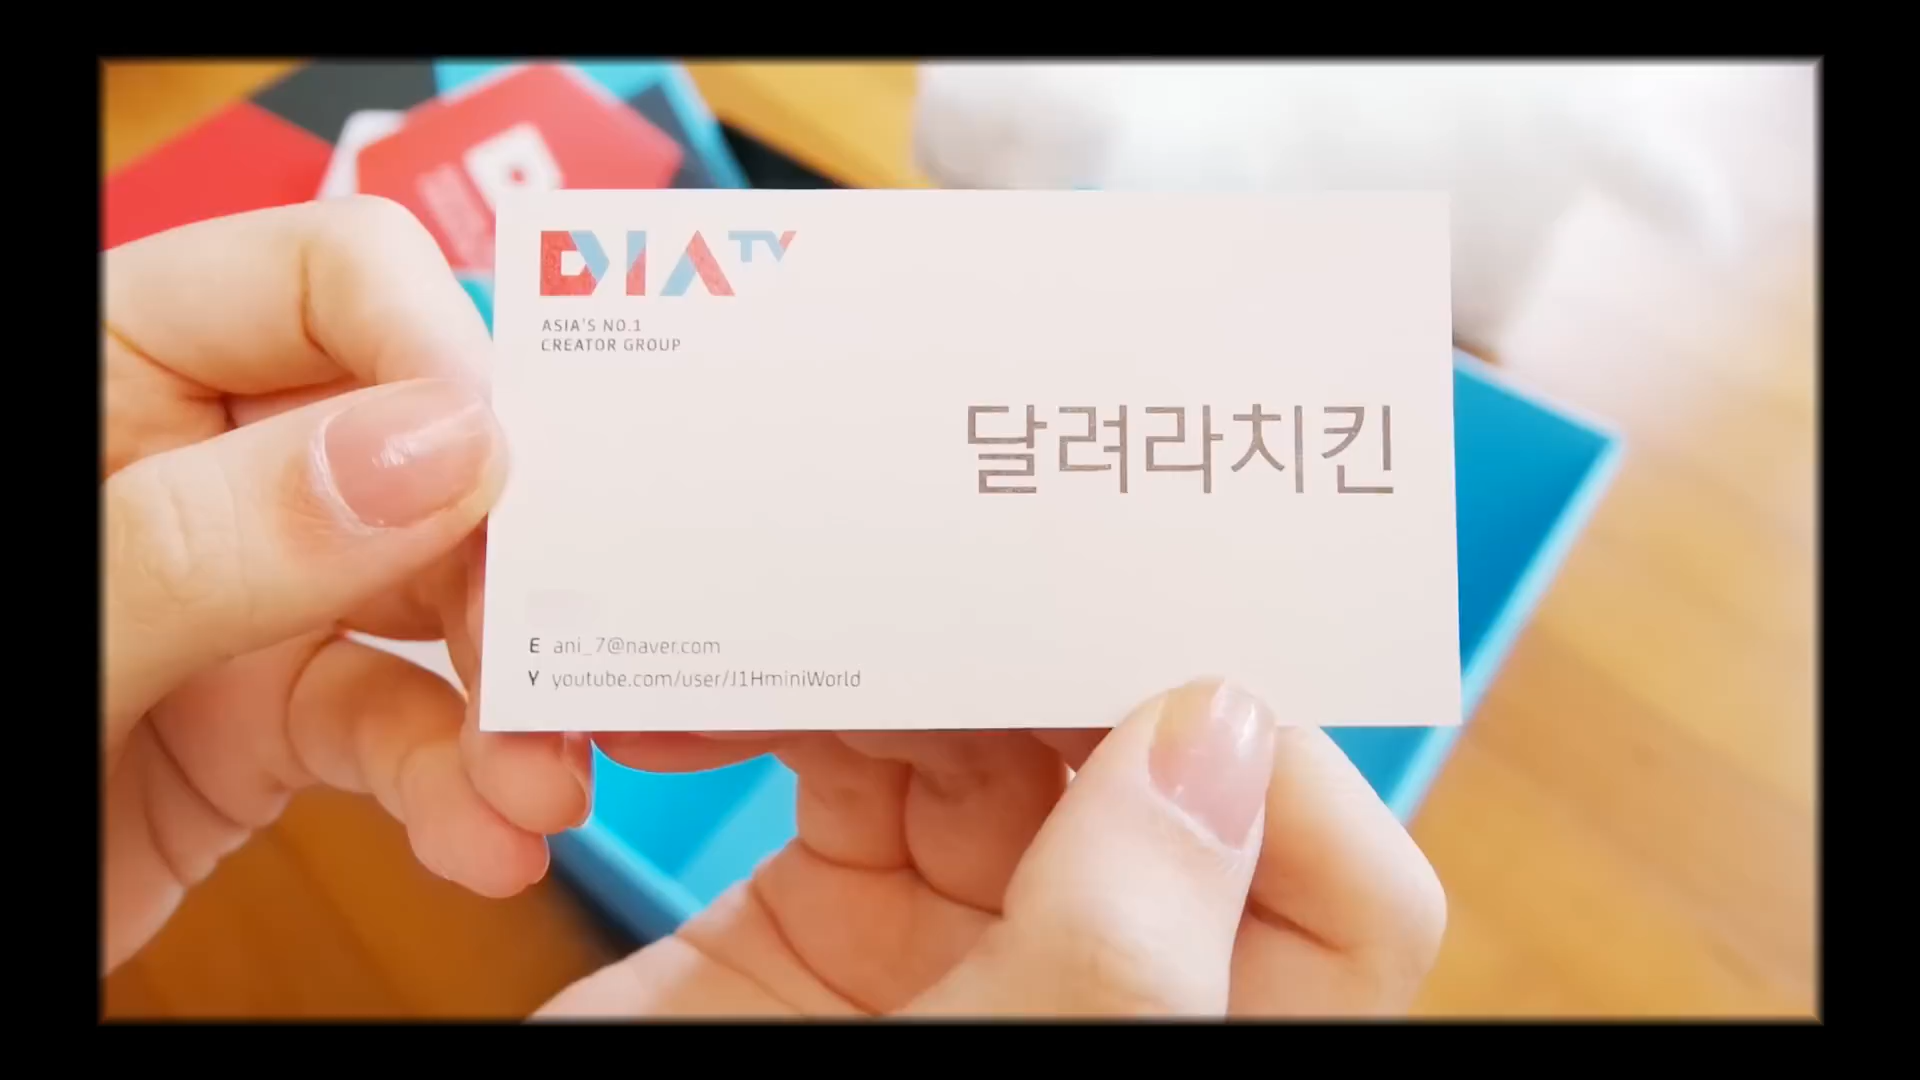 DIA TV
ASIA'S NO.1
CREATOR GROUP
달려라치킨
E ani_7@naver.com
Y youtube.com/user/J1HminiWorld